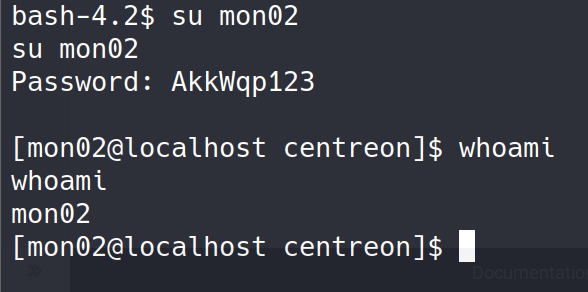 bash-4.2$ su mon02
su mon02
Password: AkkWqp123
[mon02@localhost centreon]$ whoami
whoami
mon02
[mon02@localhost centreon]$
Documentation